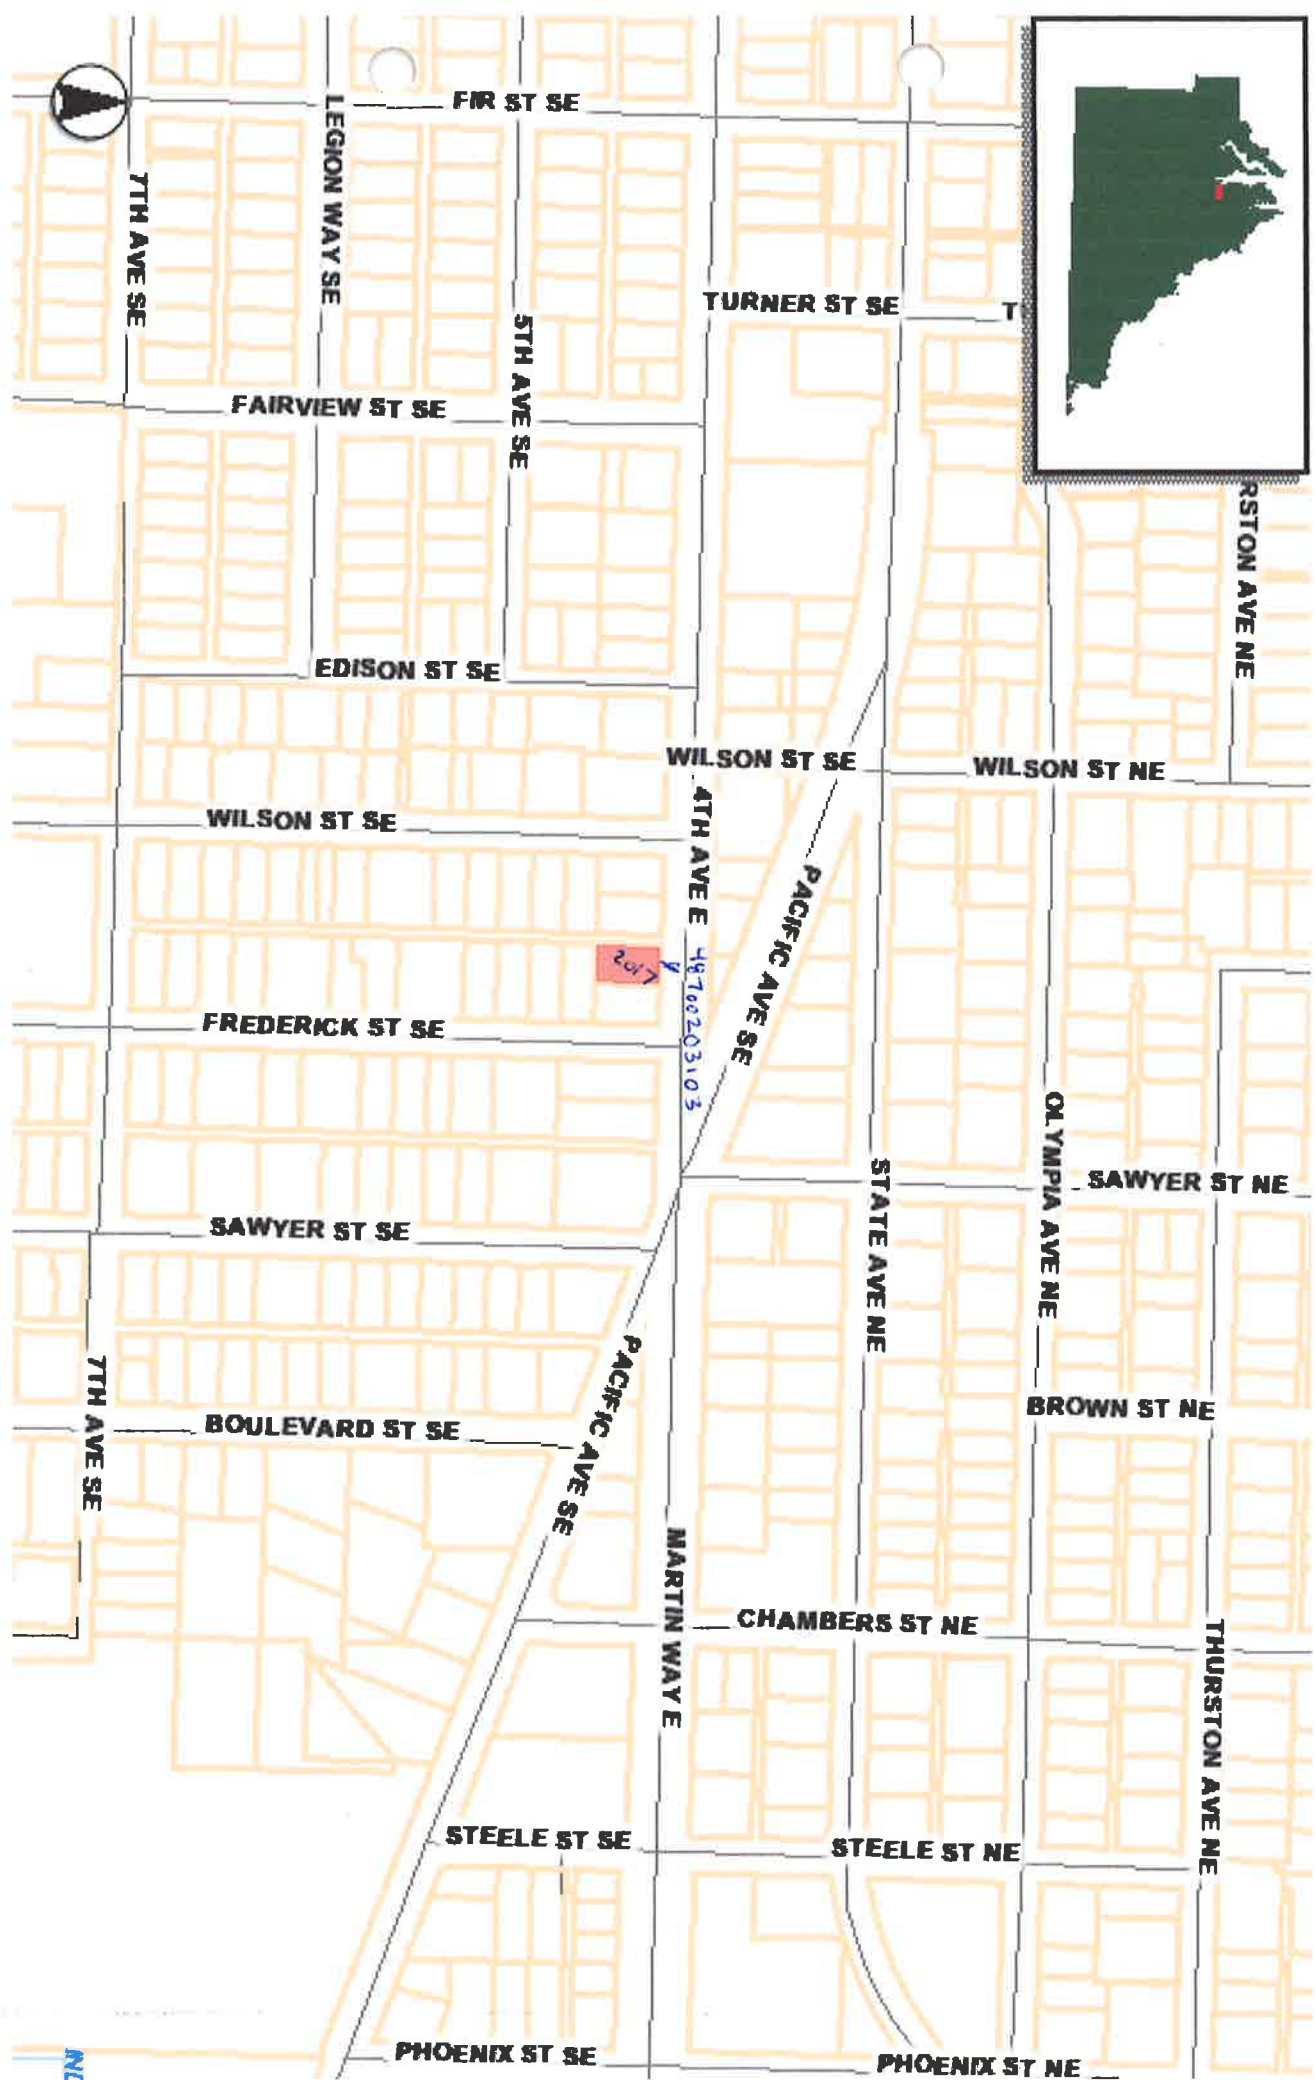 FIR ST SE
LEGION WAY SE
7TH AVE SE
TURNER ST SE
T
5TH AVE SE
FAIRVIEW ST SE
RSTON AVE NE
EDISON ST SE
WILSON ST SE
WILSON ST NE
WILSON ST SE
4TH AVE E
48700203103
2017
PACIFIC AVE SE
FREDERICK ST SE
OLYMPIA AVE NE
STATE AVE NE
SAWYER ST NE
SAWYER ST SE
PACIFIC AVE SE
7TH AVE SE
BROWN ST NE
BOULEVARD ST SE
MARTIN WAY E
CHAMBERS ST NE
THURSTON AVE NE
STEELE ST SE
STEELE ST NE
PHOENIX ST SE
PHOENIX ST NE